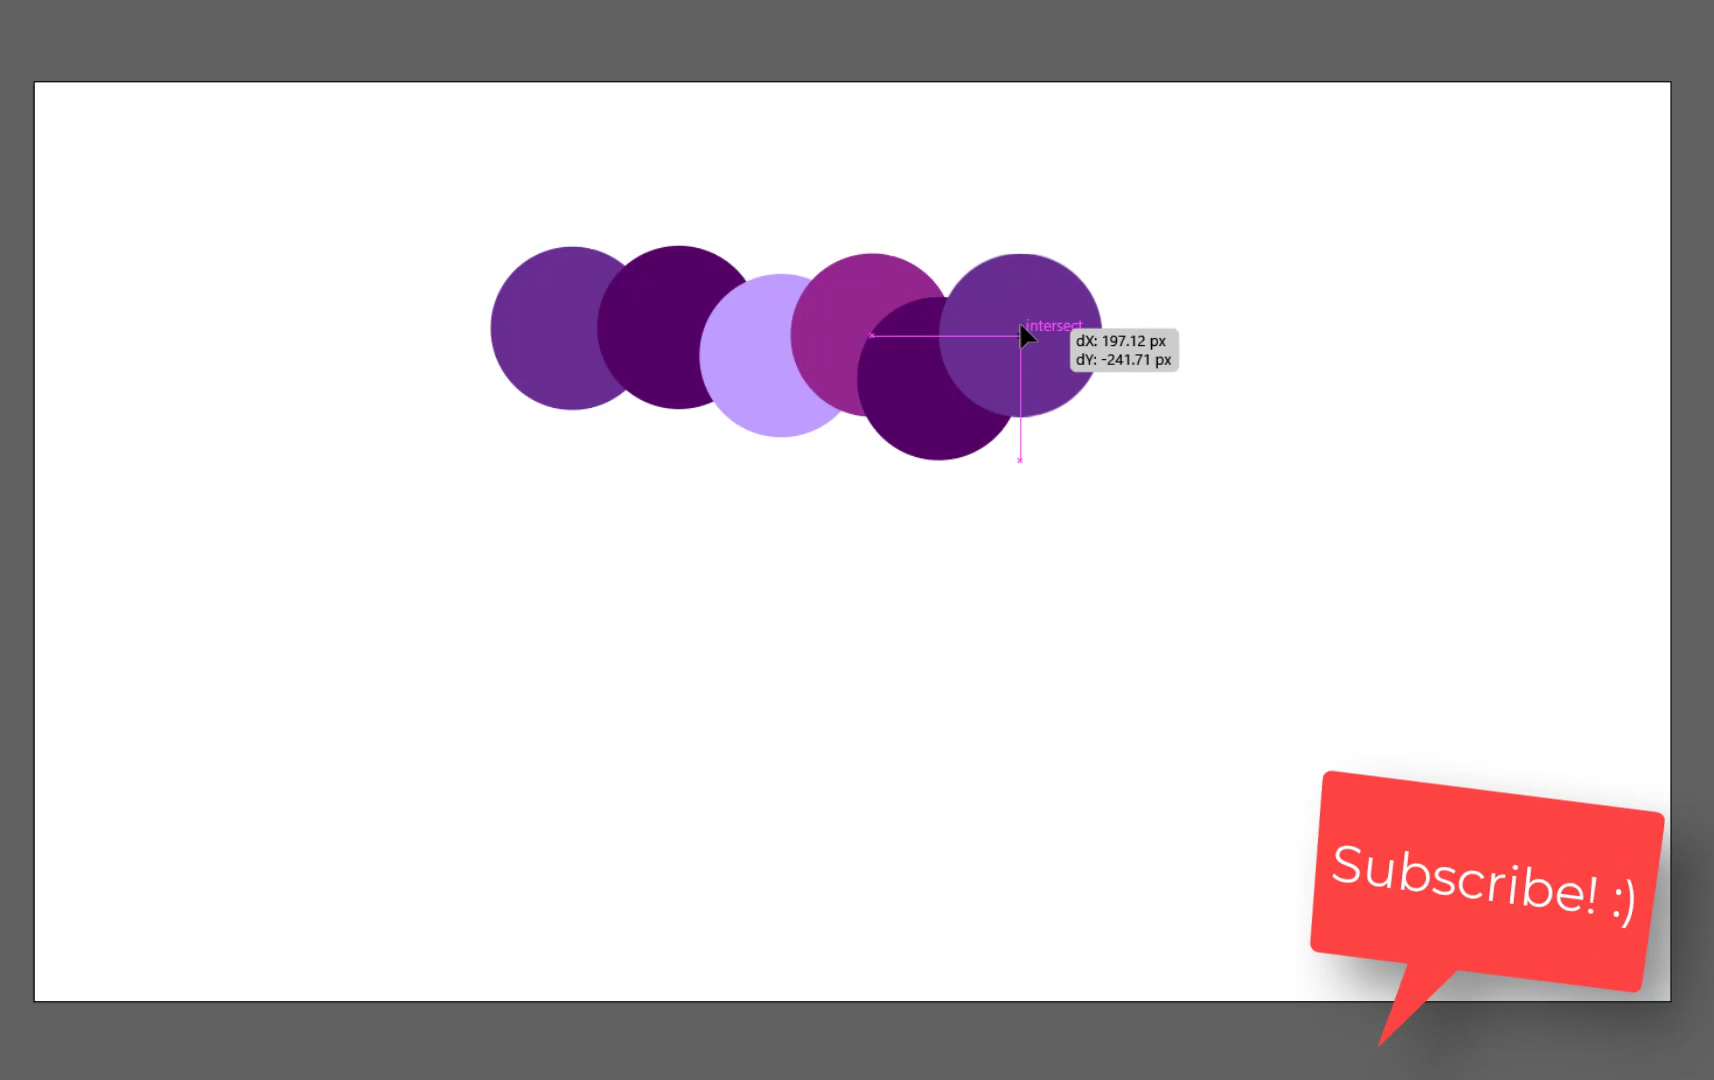 intersect
dX: 197.12 px
dY: -241.71 px
Subscribe! :)